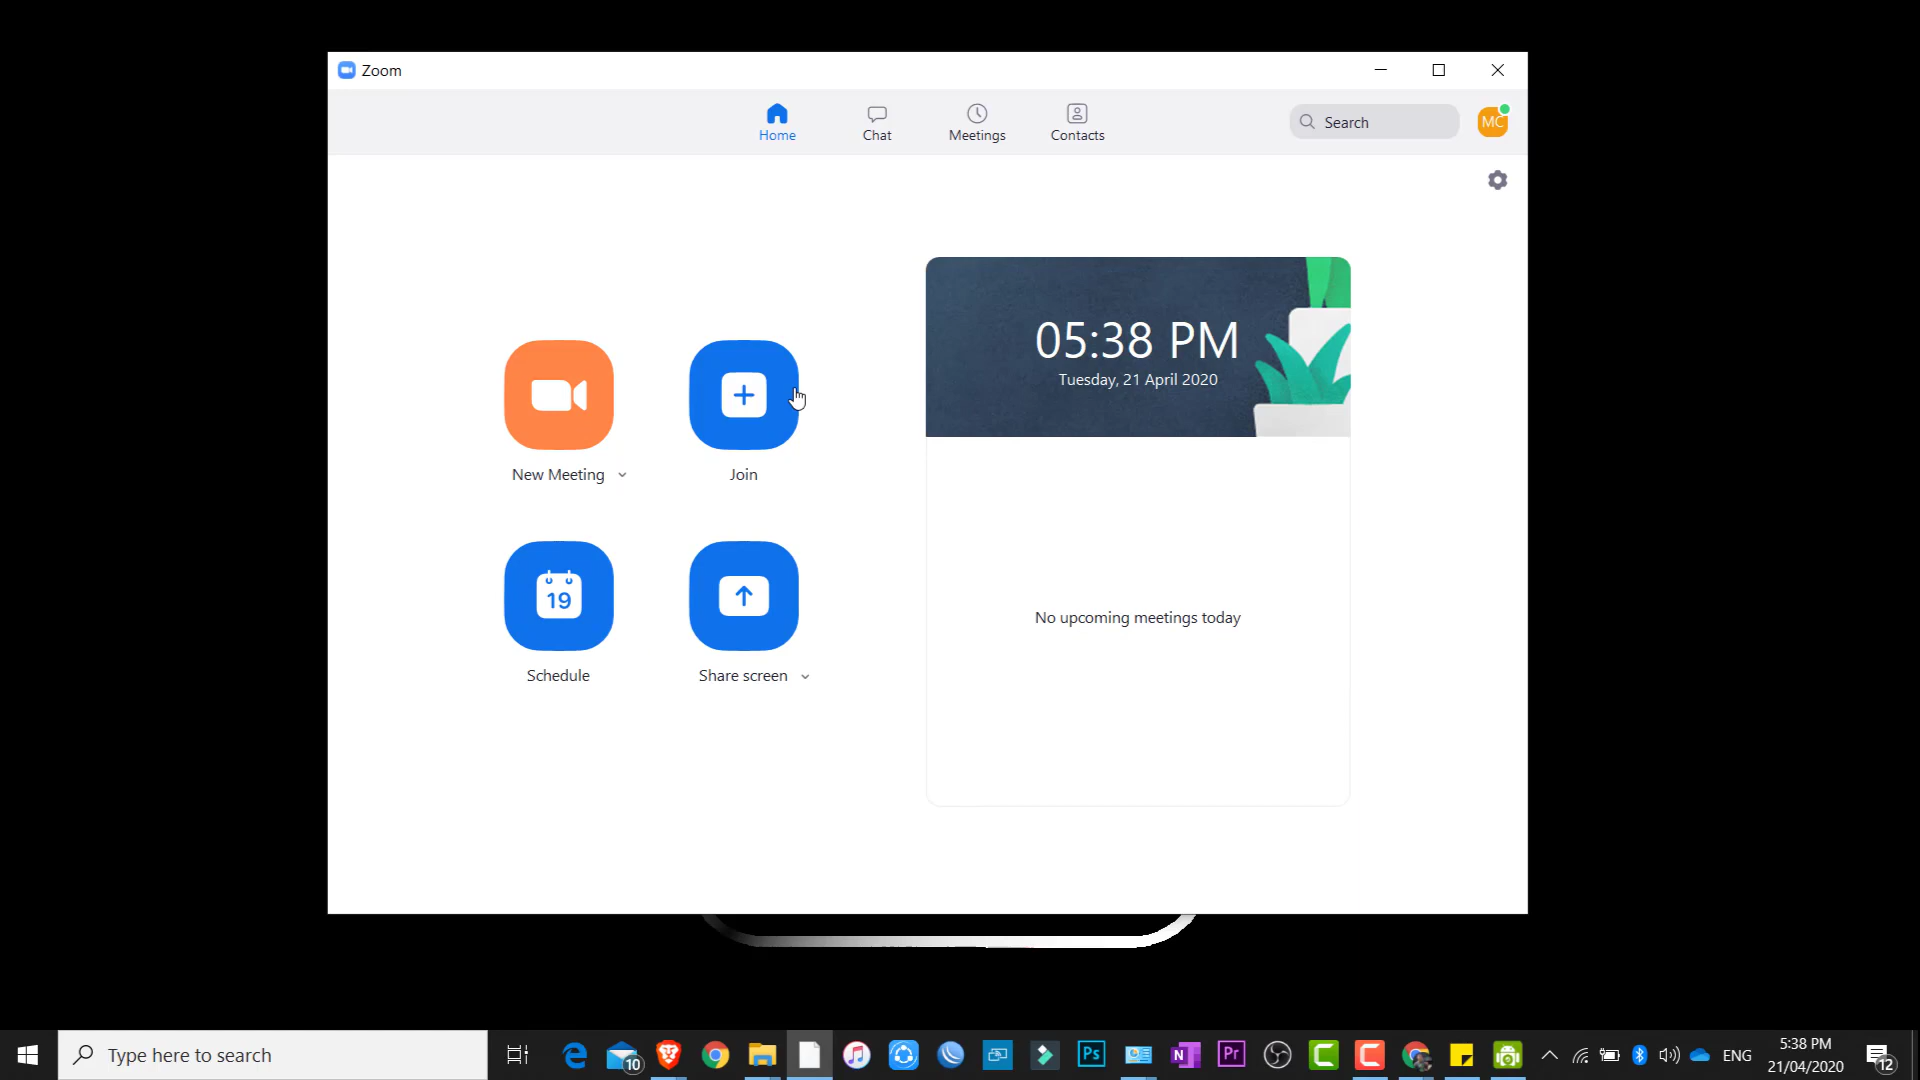 Zoom
Home
Chat
Meetings
Contacts
Search
MC
05:38 PM
Tuesday, 21 April 2020
New Meeting
Join
19
Schedule
Share screen
No upcoming meetings today
Type here to search
10
Ps
N
Pr
ENG
5:38 PM
21/04/2020
12